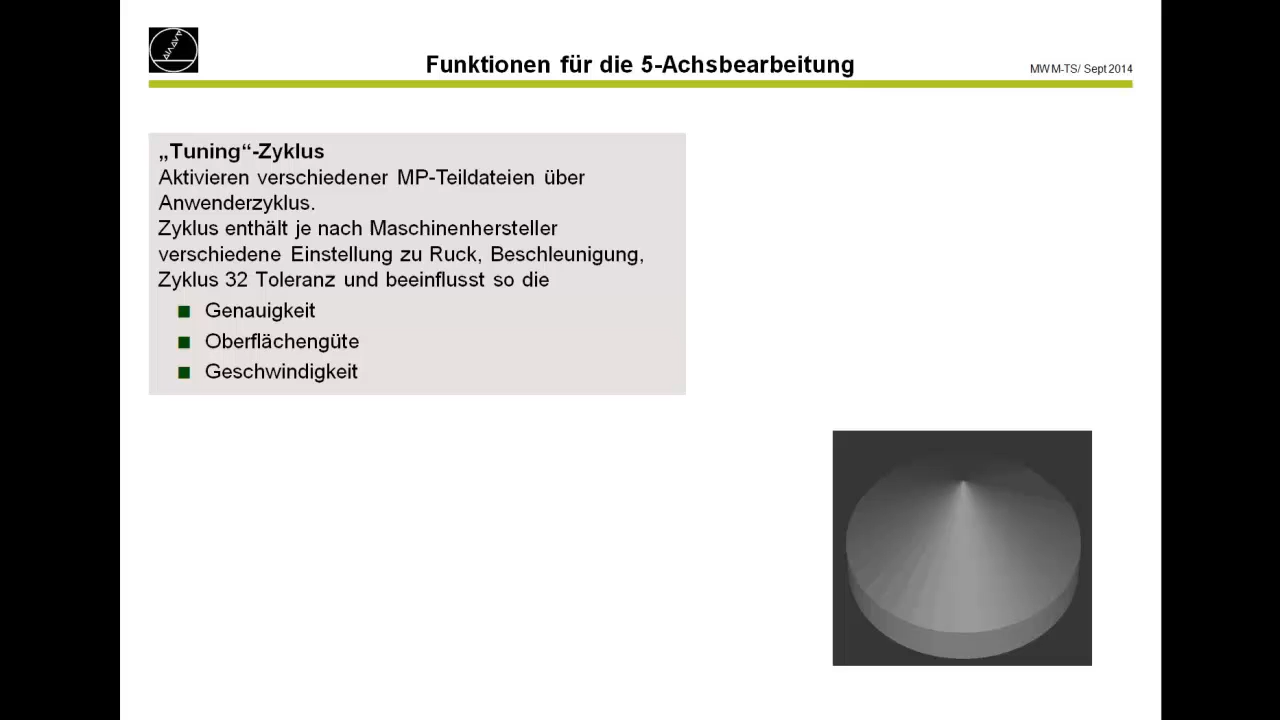 Funktionen für die 5-Achsbearbeitung
MWM-TS/ Sept 2014
„Tuning“-Zyklus
Aktivieren verschiedener MP-Teildateien über
Anwenderzyklus.
Zyklus enthält je nach Maschinenhersteller
verschiedene Einstellung zu Ruck, Beschleunigung,
Zyklus 32 Toleranz und beeinflusst so die
Genauigkeit
Oberflächengüte
Geschwindigkeit